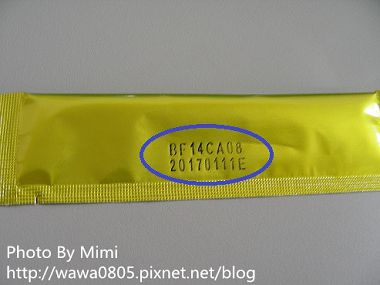 BF14CA08
20170111E
Photo By Mimi
http://wawa0805.pixnet.net/blog